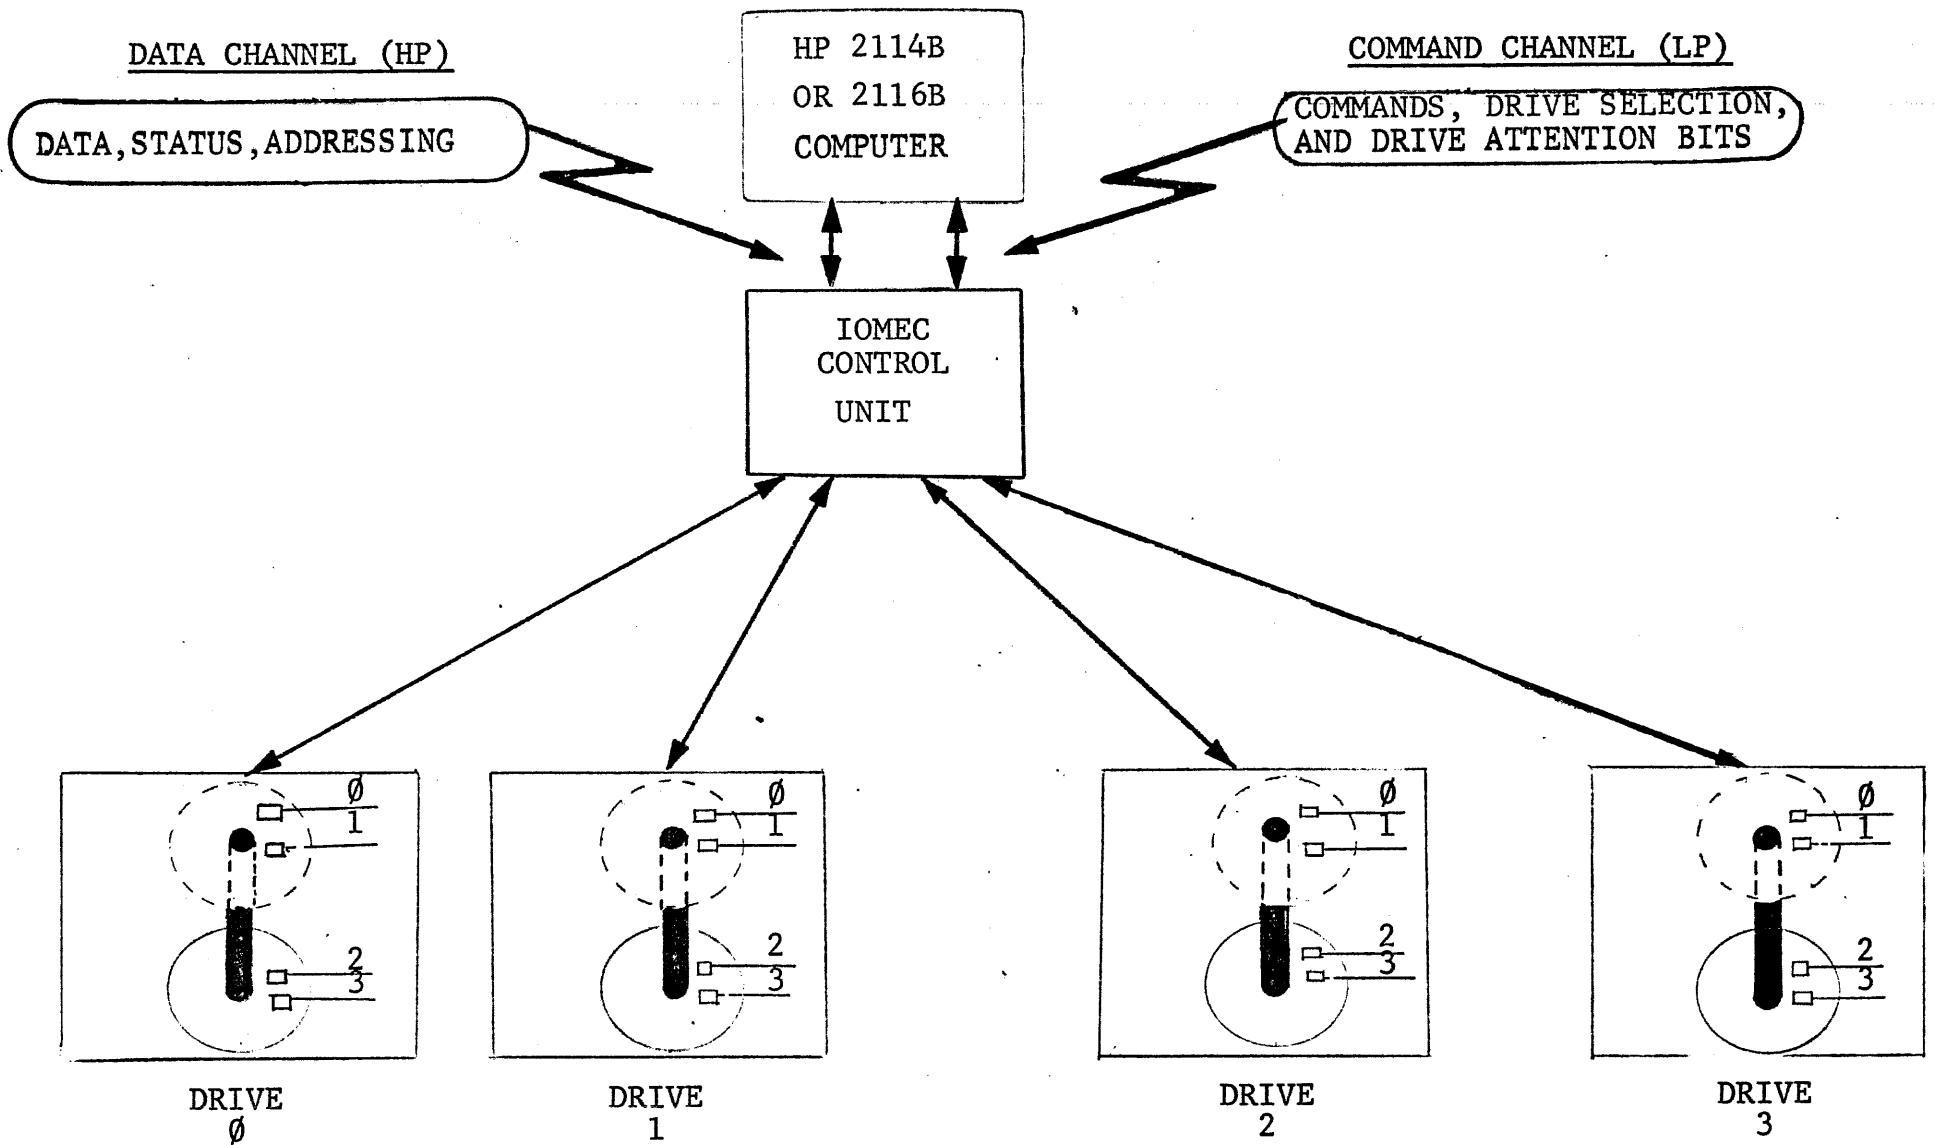 DATA CHANNEL (HP)
DATA,STATUS,ADDRESSING
HP 2114B
OR 2116B
COMPUTER
COMMAND CHANNEL (LP)
COMMANDS, DRIVE SELECTION,
AND DRIVE ATTENTION BITS
IOMEC
CONTROL
UNIT
Ø
1
2
3
DRIVE
Ø
Ø
1
2
3
DRIVE
1
Ø
1
2
3
DRIVE
2
Ø
1
2
3
DRIVE
3